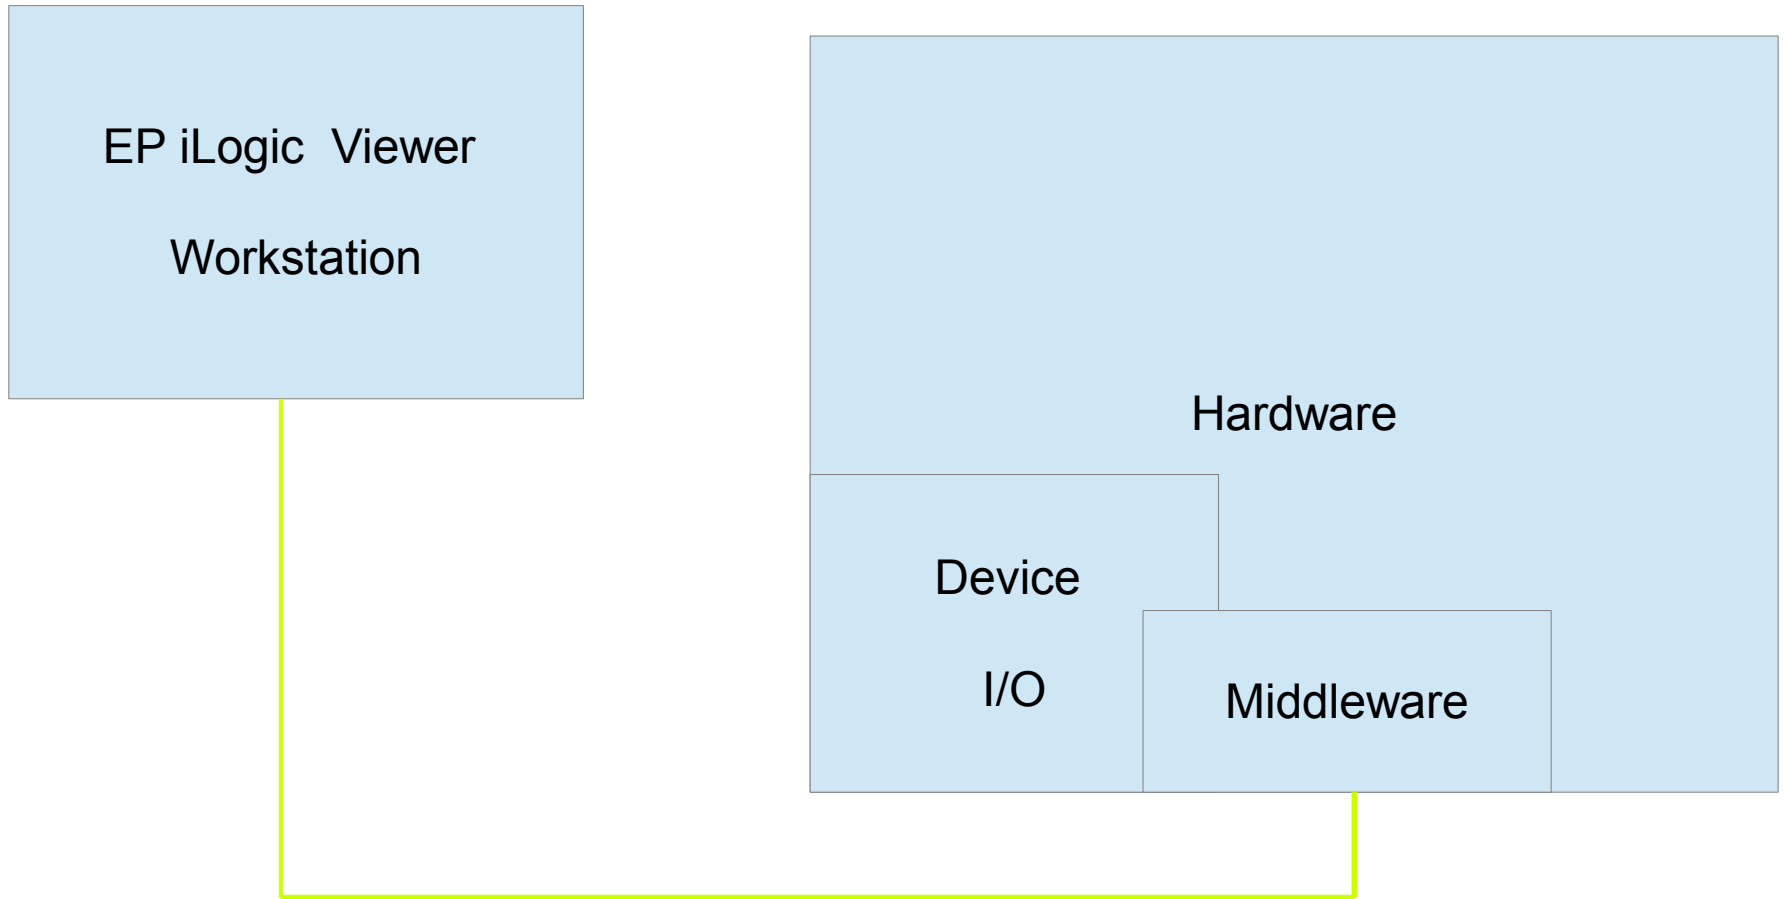 EP iLogic  Viewer
Workstation
Hardware
Device
I/O
Middleware